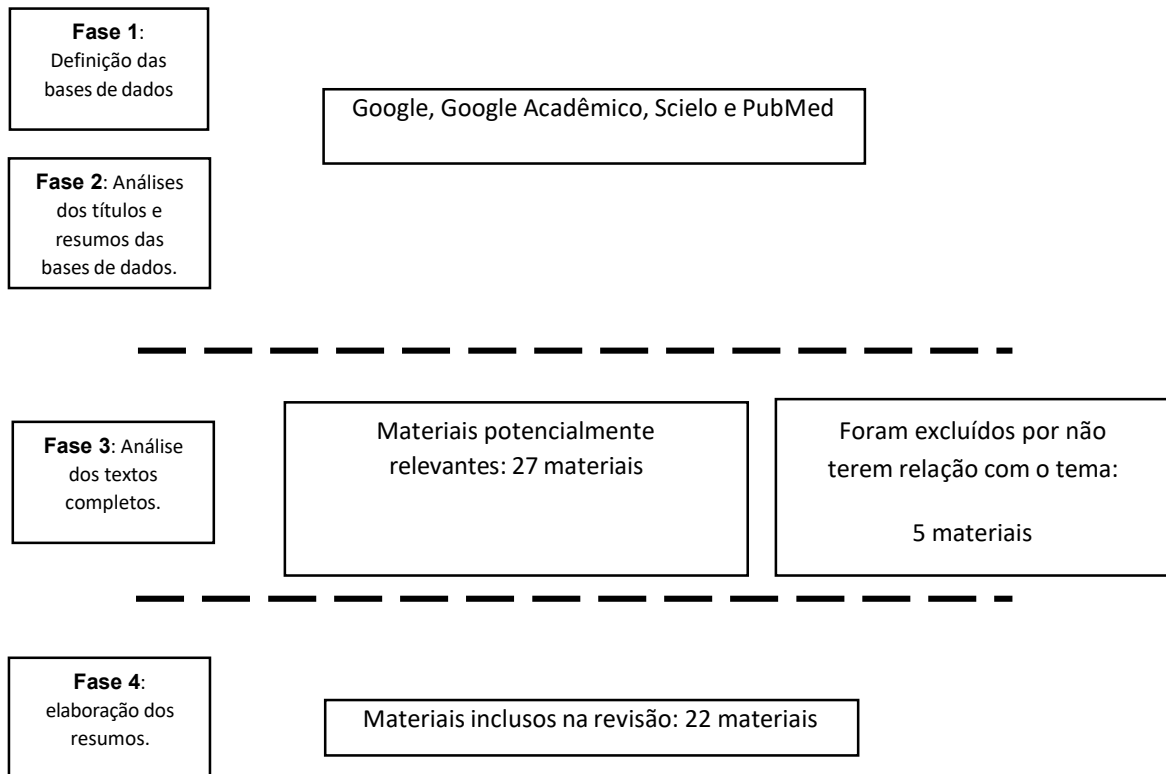 Fase 1:
Definição das
bases de dados
Google, Google Acadêmico, Scielo e PubMed
Fase 2: Análises
dos títulos e
resumos das
bases de dados.
Fase 3: Análise
dos textos
completos.
Materiais potencialmente
relevantes: 27 materiais
Foram excluídos por não
terem relação com o tema:
5 materiais
Fase 4:
elaboração dos
resumos.
Materiais inclusos na revisão: 22 materiais